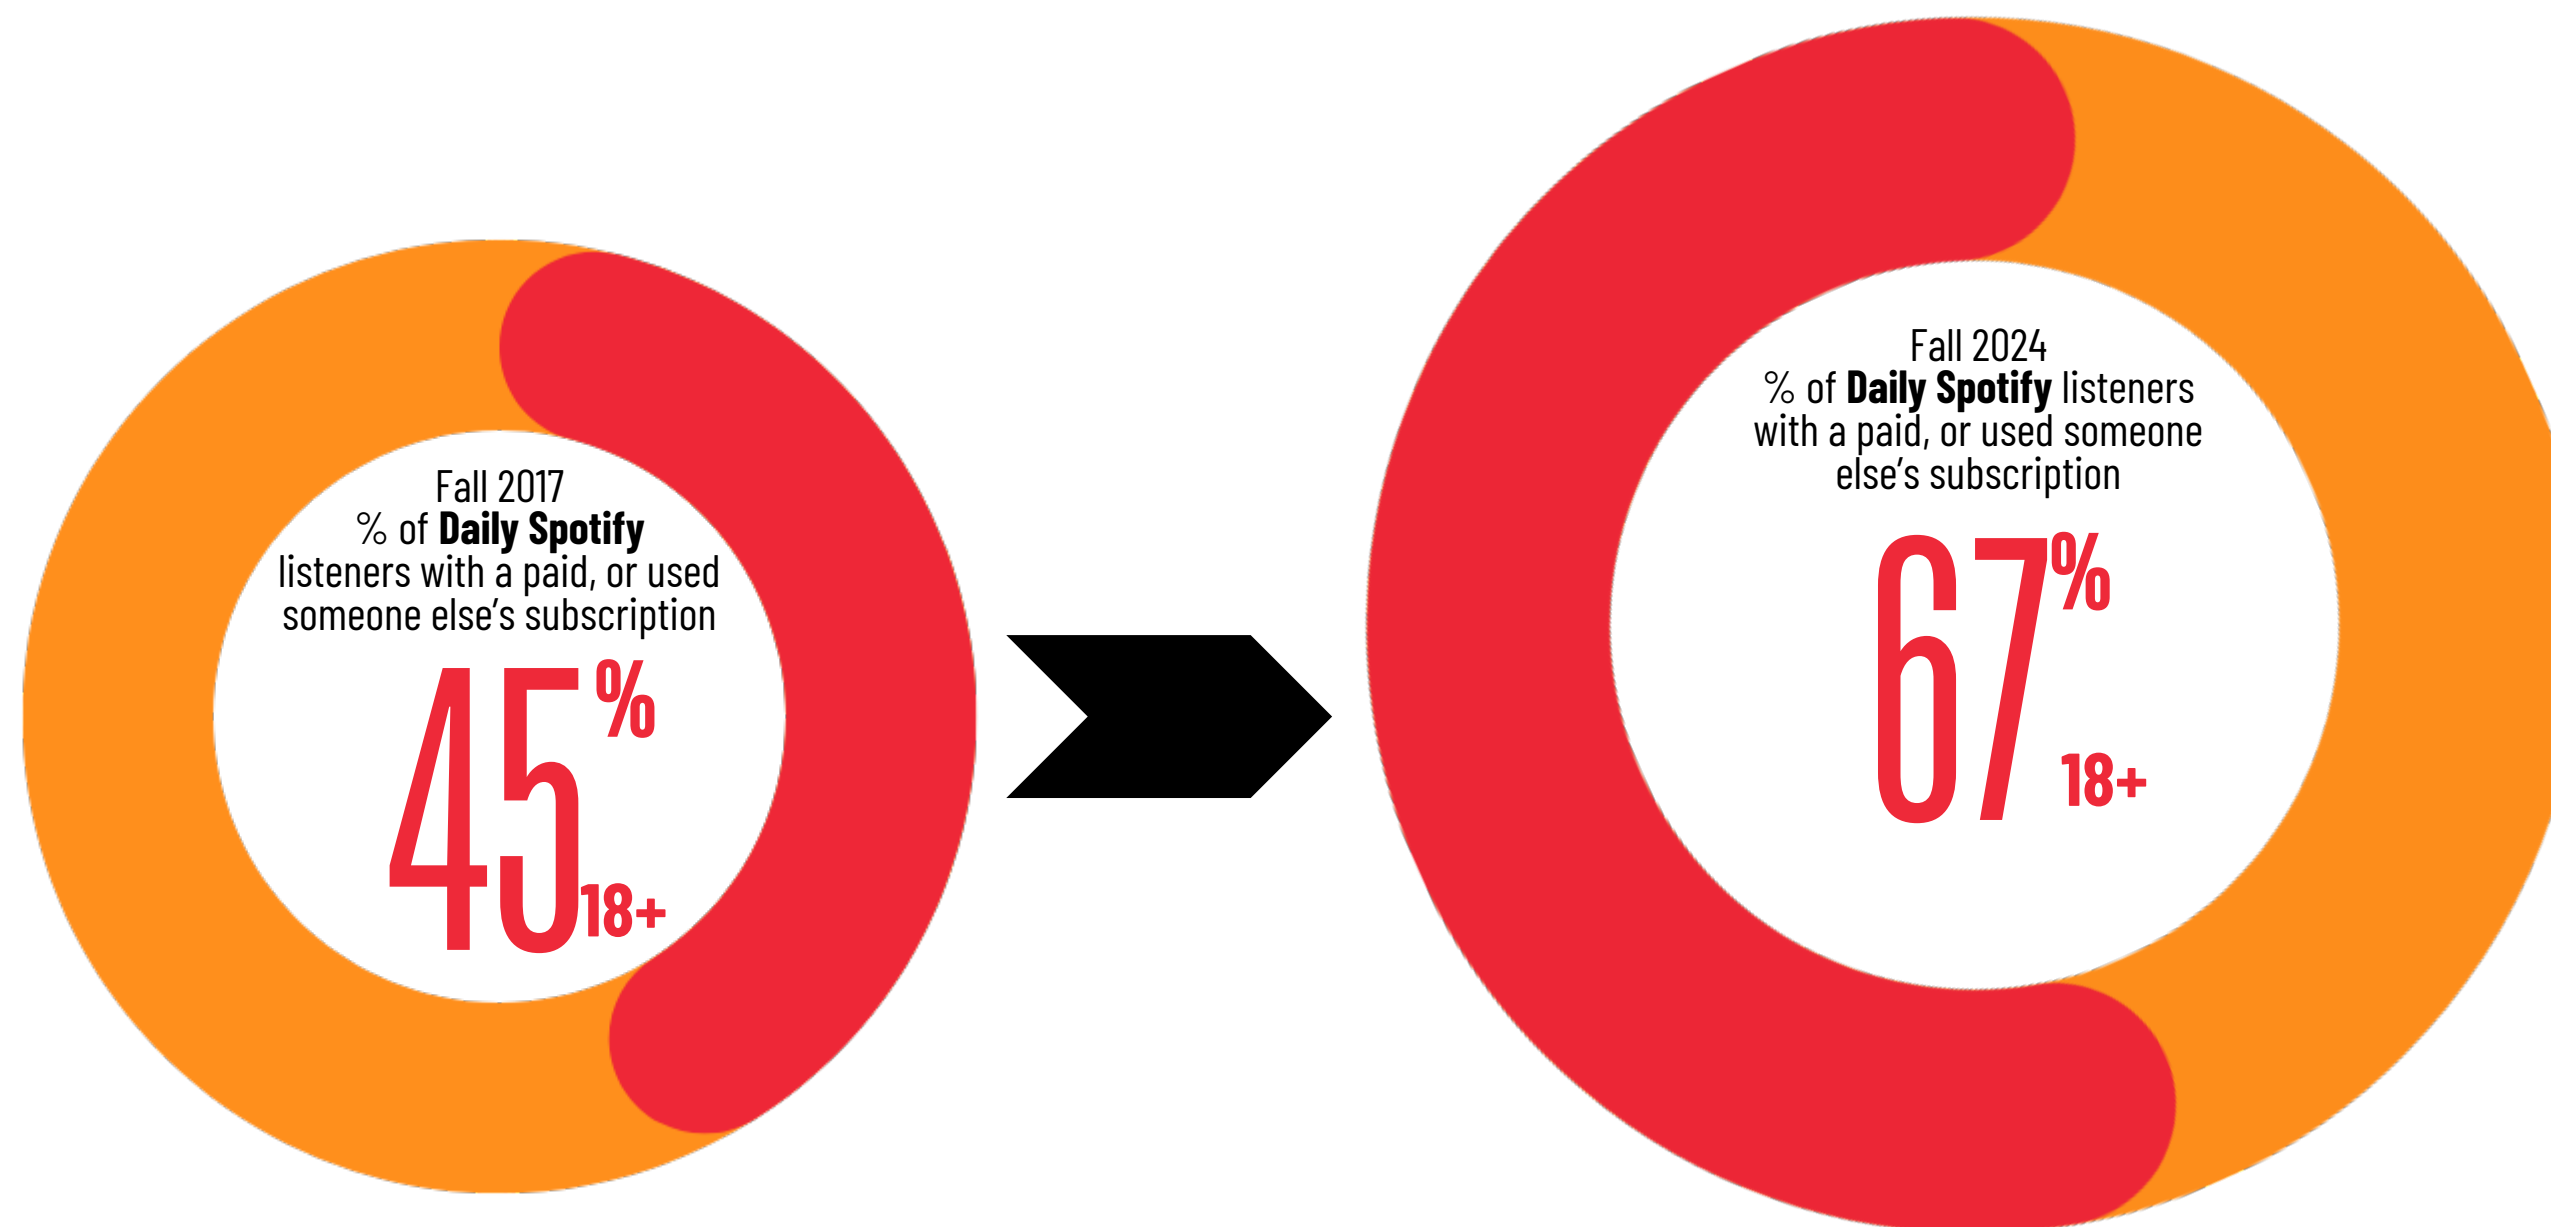 Fall 2017
% of Daily Spotify
listeners with a paid, or used
someone else's subscription
45%
18+
Fall 2024
% of Daily Spotify listeners
with a paid, or used someone
else's subscription
67%
18+